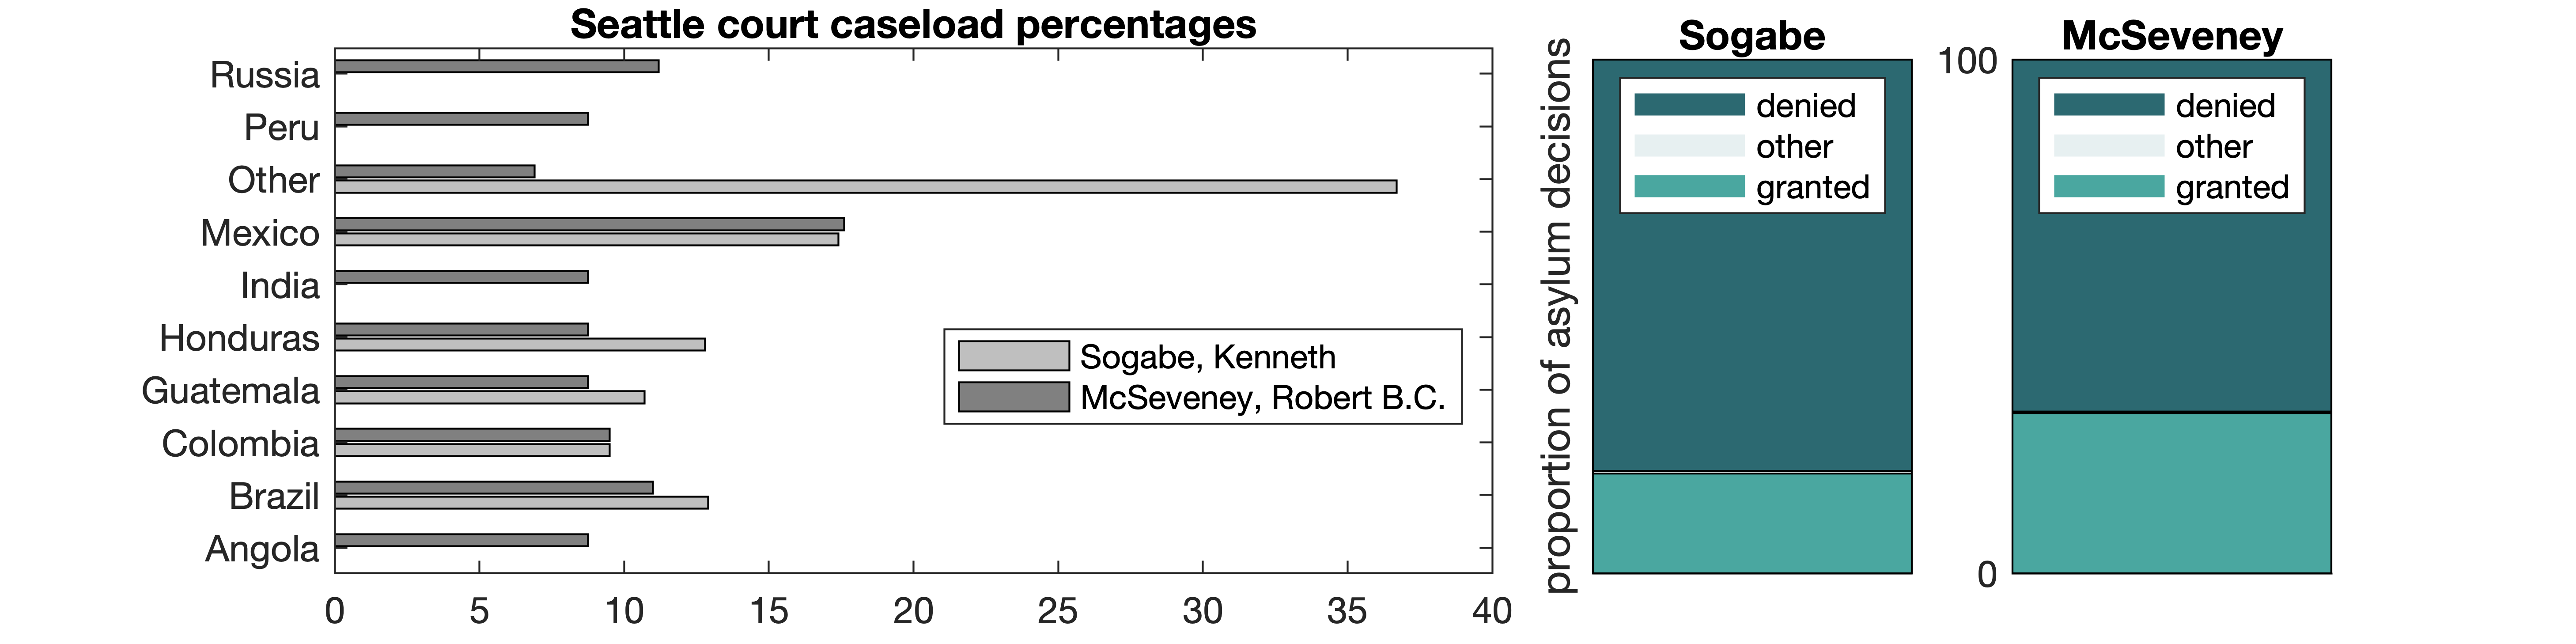 Seattle court caseload percentages
Russia
Peru
Other
Mexico
India
Honduras
Guatemala
Colombia
Brazil
Angola
0 5 10 15 20 25 30 35 40
Sogabe, Kenneth
McSeveney, Robert B.C.
proportion of asylum decisions
Sogabe
denied
other
granted
McSeveney
100
0
denied
other
granted